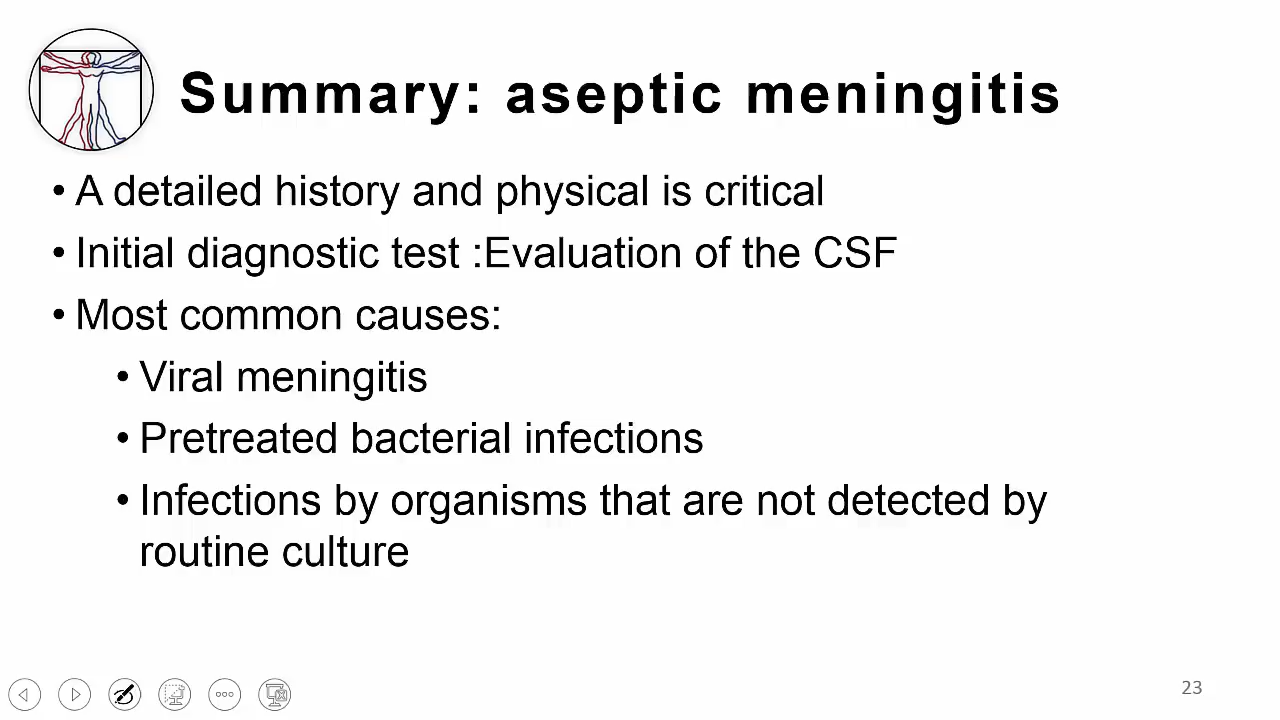 Summary: aseptic meningitis
• A detailed history and physical is critical
• Initial diagnostic test :Evaluation of the CSF
• Most common causes:
• Viral meningitis
• Pretreated bacterial infections
• Infections by organisms that are not detected by
routine culture
23